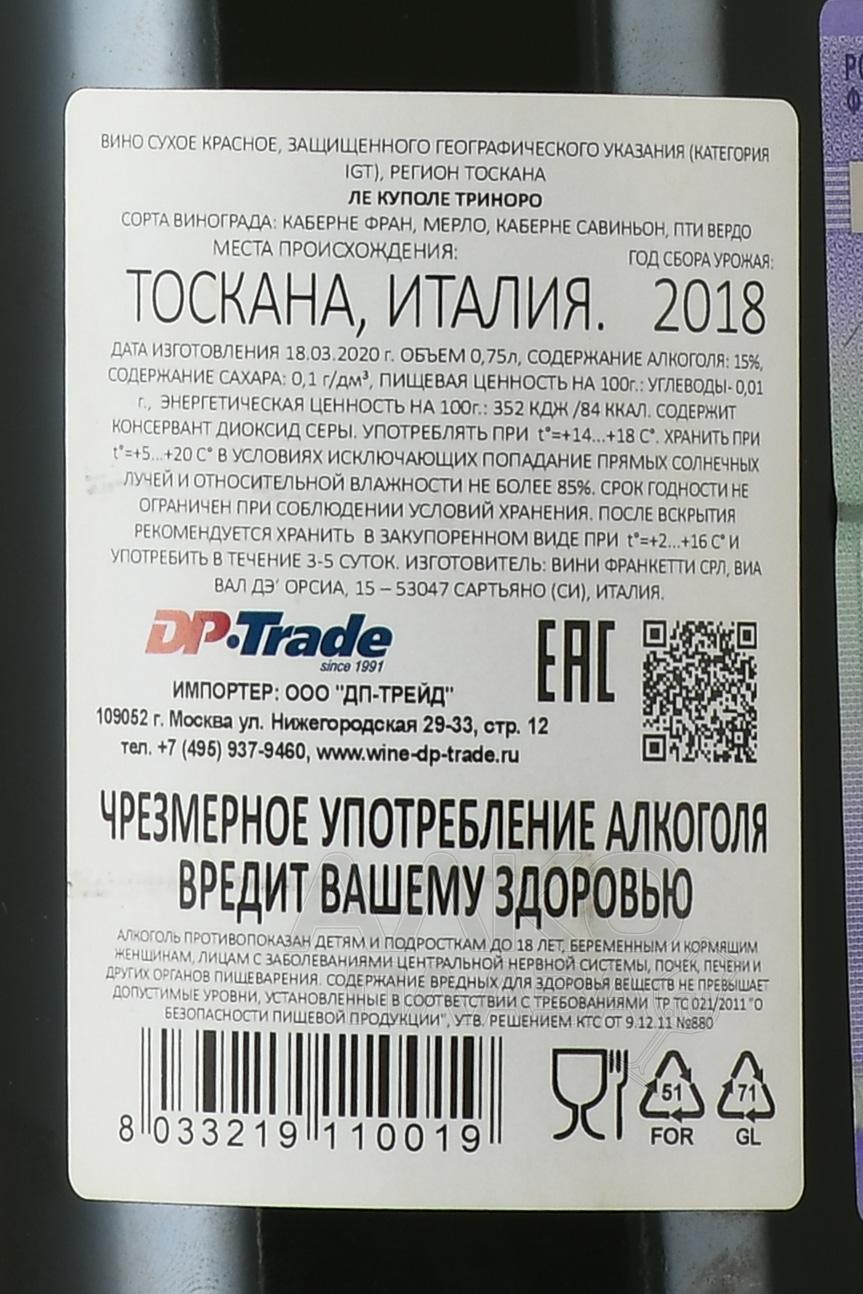 ВИНО СУХОЕ КРАСНОЕ, ЗАЩИЩЕННОГО ГЕОГРАФИЧЕСКОГО УКАЗАНИЯ (КАТЕГОРИЯ
IGT), РЕГИОН ТОСКАНА
ЛЕ КУПОЛЕ ТРИНОРО
СОРТА ВИНОГРАДА: КАБЕРНЕ ФРАН, МЕРЛО, КАБЕРНЕ САВИНЬОН, ПТИ ВЕРДО
МЕСТА ПРОИСХОЖДЕНИЯ: ГОД СБОРА УРОЖАЯ:
ТОСКАНА, ИТАЛИЯ. 2018
ДАТА ИЗГОТОВЛЕНИЯ 18.03.2020 г. ОБЪЕМ 0,75л, СОДЕРЖАНИЕ АЛКОГОЛЯ: 15%,
СОДЕРЖАНИЕ САХАРА: 0,1 г/дм³, ПИЩЕВАЯ ЦЕННОСТЬ НА 100г.: УГЛЕВОДЫ- 0,01
г., ЭНЕРГЕТИЧЕСКАЯ ЦЕННОСТЬ НА 100г.: 352 КДЖ /84 ККАЛ. СОДЕРЖИТ
КОНСЕРВАНТ ДИОКСИД СЕРЫ. УПОТРЕБЛЯТЬ ПРИ t°=+14...+18 С°. ХРАНИТЬ ПРИ
t°=+5...+20 С° В УСЛОВИЯХ ИСКЛЮЧАЮЩИХ ПОПАДАНИЕ ПРЯМЫХ СОЛНЕЧНЫХ
ЛУЧЕЙ И ОТНОСИТЕЛЬНОЙ ВЛАЖНОСТИ НЕ БОЛЕЕ 85%. СРОК ГОДНОСТИ НЕ
ОГРАНИЧЕН ПРИ СОБЛЮДЕНИИ УСЛОВИЙ ХРАНЕНИЯ. ПОСЛЕ ВСКРЫТИЯ
РЕКОМЕНДУЕТСЯ ХРАНИТЬ В ЗАКУПОРЕННОМ ВИДЕ ПРИ t°=+2...+16 С° И
УПОТРЕБИТЬ В ТЕЧЕНИЕ 3-5 СУТОК. ИЗГОТОВИТЕЛЬ: ВИНИ ФРАНКЕТТИ СРЛ, ВИА
ВАЛ ДЭ' ОРСИА, 15 – 53047 САРТЬЯНО (СИ), ИТАЛИЯ.
DP·Trade
since 1991
EAC
ИМПОРТЕР: ООО "ДП-ТРЕЙД"
109052 г. Москва ул. Нижегородская 29-33, стр. 12
тел. +7 (495) 937-9460, www.wine-dp-trade.ru
ЧРЕЗМЕРНОЕ УПОТРЕБЛЕНИЕ АЛКОГОЛЯ
ВРЕДИТ ВАШЕМУ ЗДОРОВЬЮ
АЛКОГОЛЬ ПРОТИВОПОКАЗАН ДЕТЯМ И ПОДРОСТКАМ ДО 18 ЛЕТ, БЕРЕМЕННЫМ И КОРМЯЩИМ
ЖЕНЩИНАМ, ЛИЦАМ С ЗАБОЛЕВАНИЯМИ ЦЕНТРАЛЬНОЙ НЕРВНОЙ СИСТЕМЫ, ПОЧЕК, ПЕЧЕНИ И
ДРУГИХ ОРГАНОВ ПИЩЕВАРЕНИЯ. СОДЕРЖАНИЕ ВРЕДНЫХ ДЛЯ ЗДОРОВЬЯ ВЕЩЕСТВ НЕ ПРЕВЫШАЕТ
ДОПУСТИМЫЕ УРОВНИ, УСТАНОВЛЕННЫЕ В СООТВЕТСТВИИ С ТРЕБОВАНИЯМИ ТР ТС 021/2011 "О
БЕЗОПАСНОСТИ ПИЩЕВОЙ ПРОДУКЦИИ", УТВ. РЕШЕНИЕМ КТС ОТ 9.12.11 №880
8 033219 110019
51
FOR
71
GL